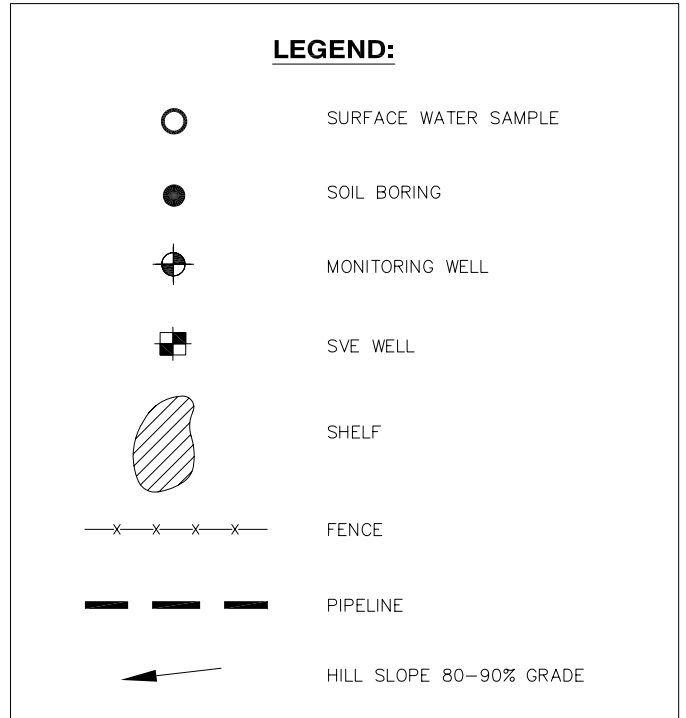 LEGEND:
SURFACE WATER SAMPLE
SOIL BORING
MONITORING WELL
SVE WELL
SHELF
FENCE
PIPELINE
HILL SLOPE 80-90% GRADE